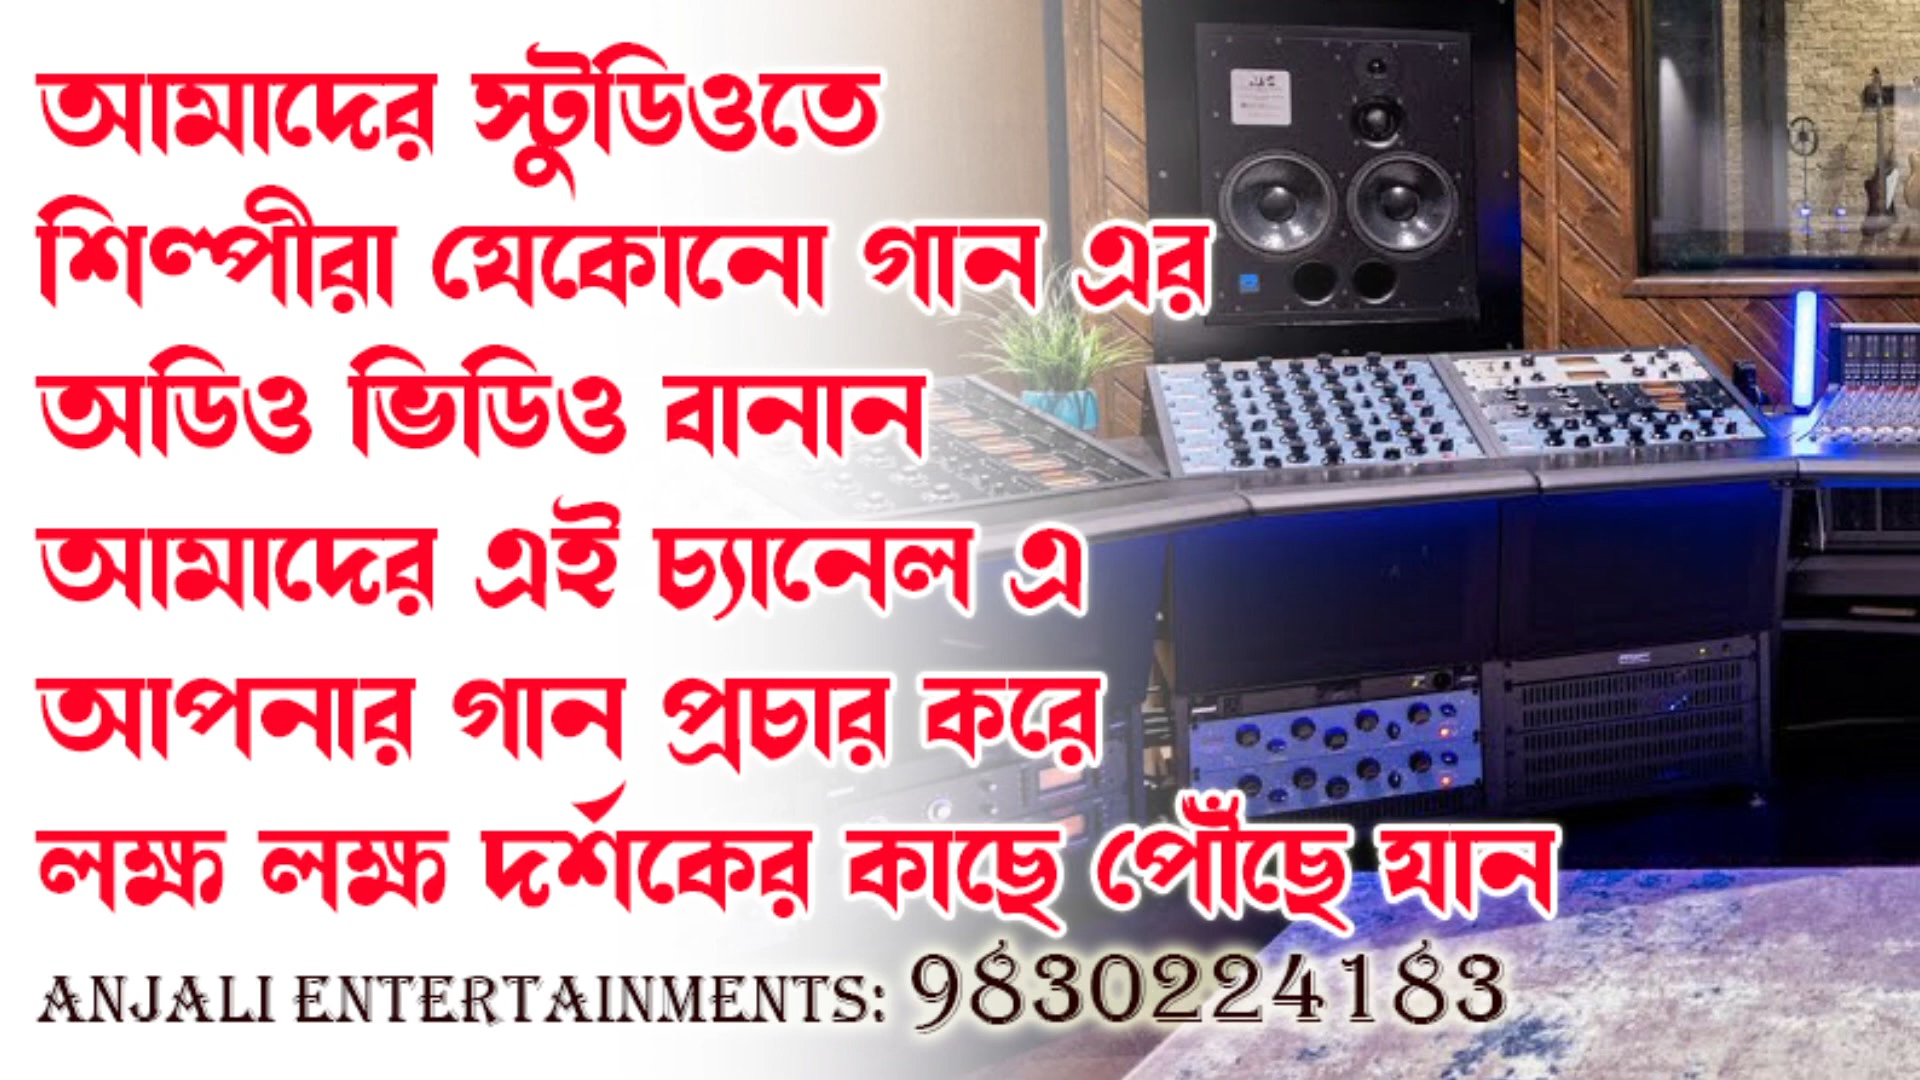 আমাদের স্টুডিওতে
শিল্পীরা যেকোনো গান এর
অডিও ভিডিও বানান
আমাদের এই চ্যানেল এ
আপনার গান প্রচার করে
লক্ষ লক্ষ দর্শকের কাছে পৌঁছে যান
ANJALI ENTERTAINMENTS: 9830224183